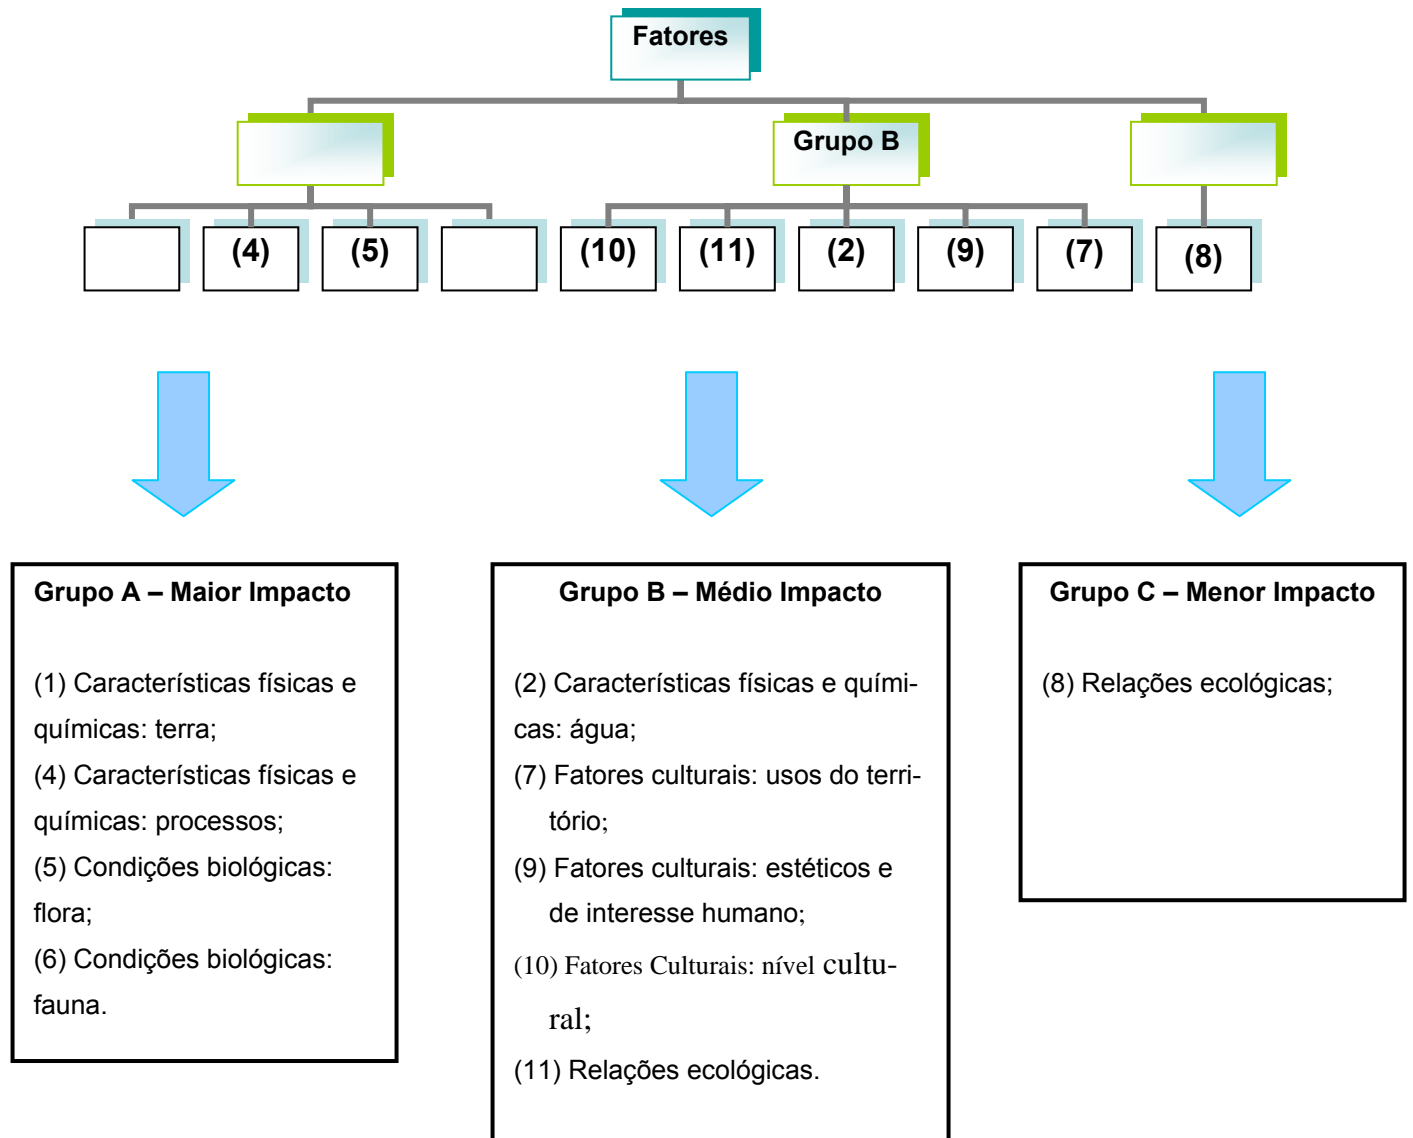 Fatores
Grupo B
(4)
(5)
(10)
(11)
(2)
(9)
(7)
(8)
Grupo A – Maior Impacto
(1) Características físicas e
químicas: terra;
(4) Características físicas e
químicas: processos;
(5) Condições biológicas:
flora;
(6) Condições biológicas:
fauna.
Grupo B – Médio Impacto
(2) Características físicas e quími-
cas: água;
(7) Fatores culturais: usos do terri-
tório;
(9) Fatores culturais: estéticos e
de interesse humano;
(10) Fatores Culturais: nível cultu-
ral;
(11) Relações ecológicas.
Grupo C – Menor Impacto
(8) Relações ecológicas;